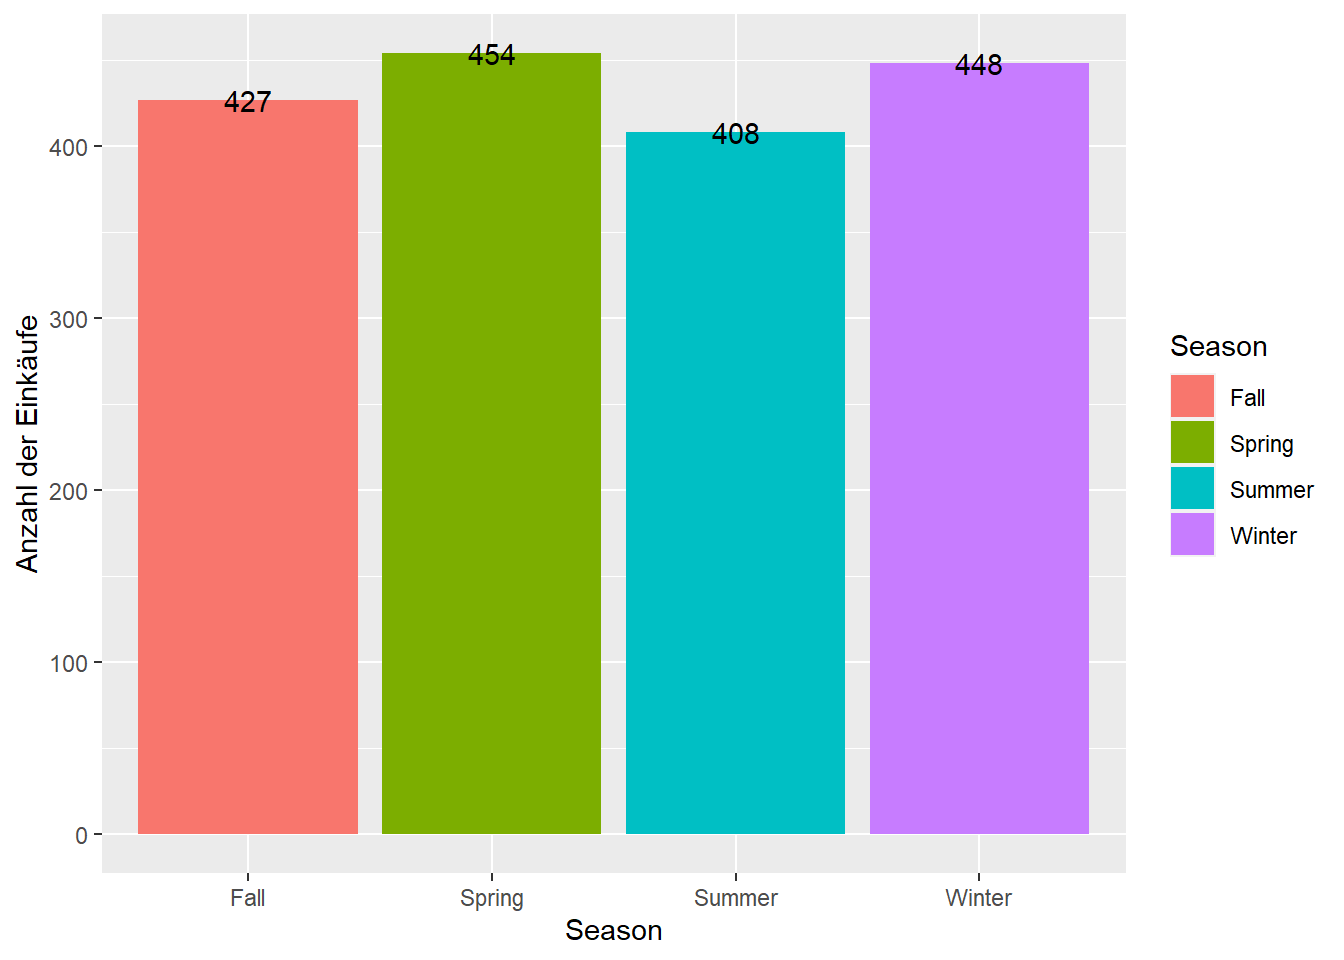 454
448
427
408
400
300
200
100
0
Anzahl der Einkäufe
Fall
Spring
Summer
Winter
Season
Season
Fall
Spring
Summer
Winter